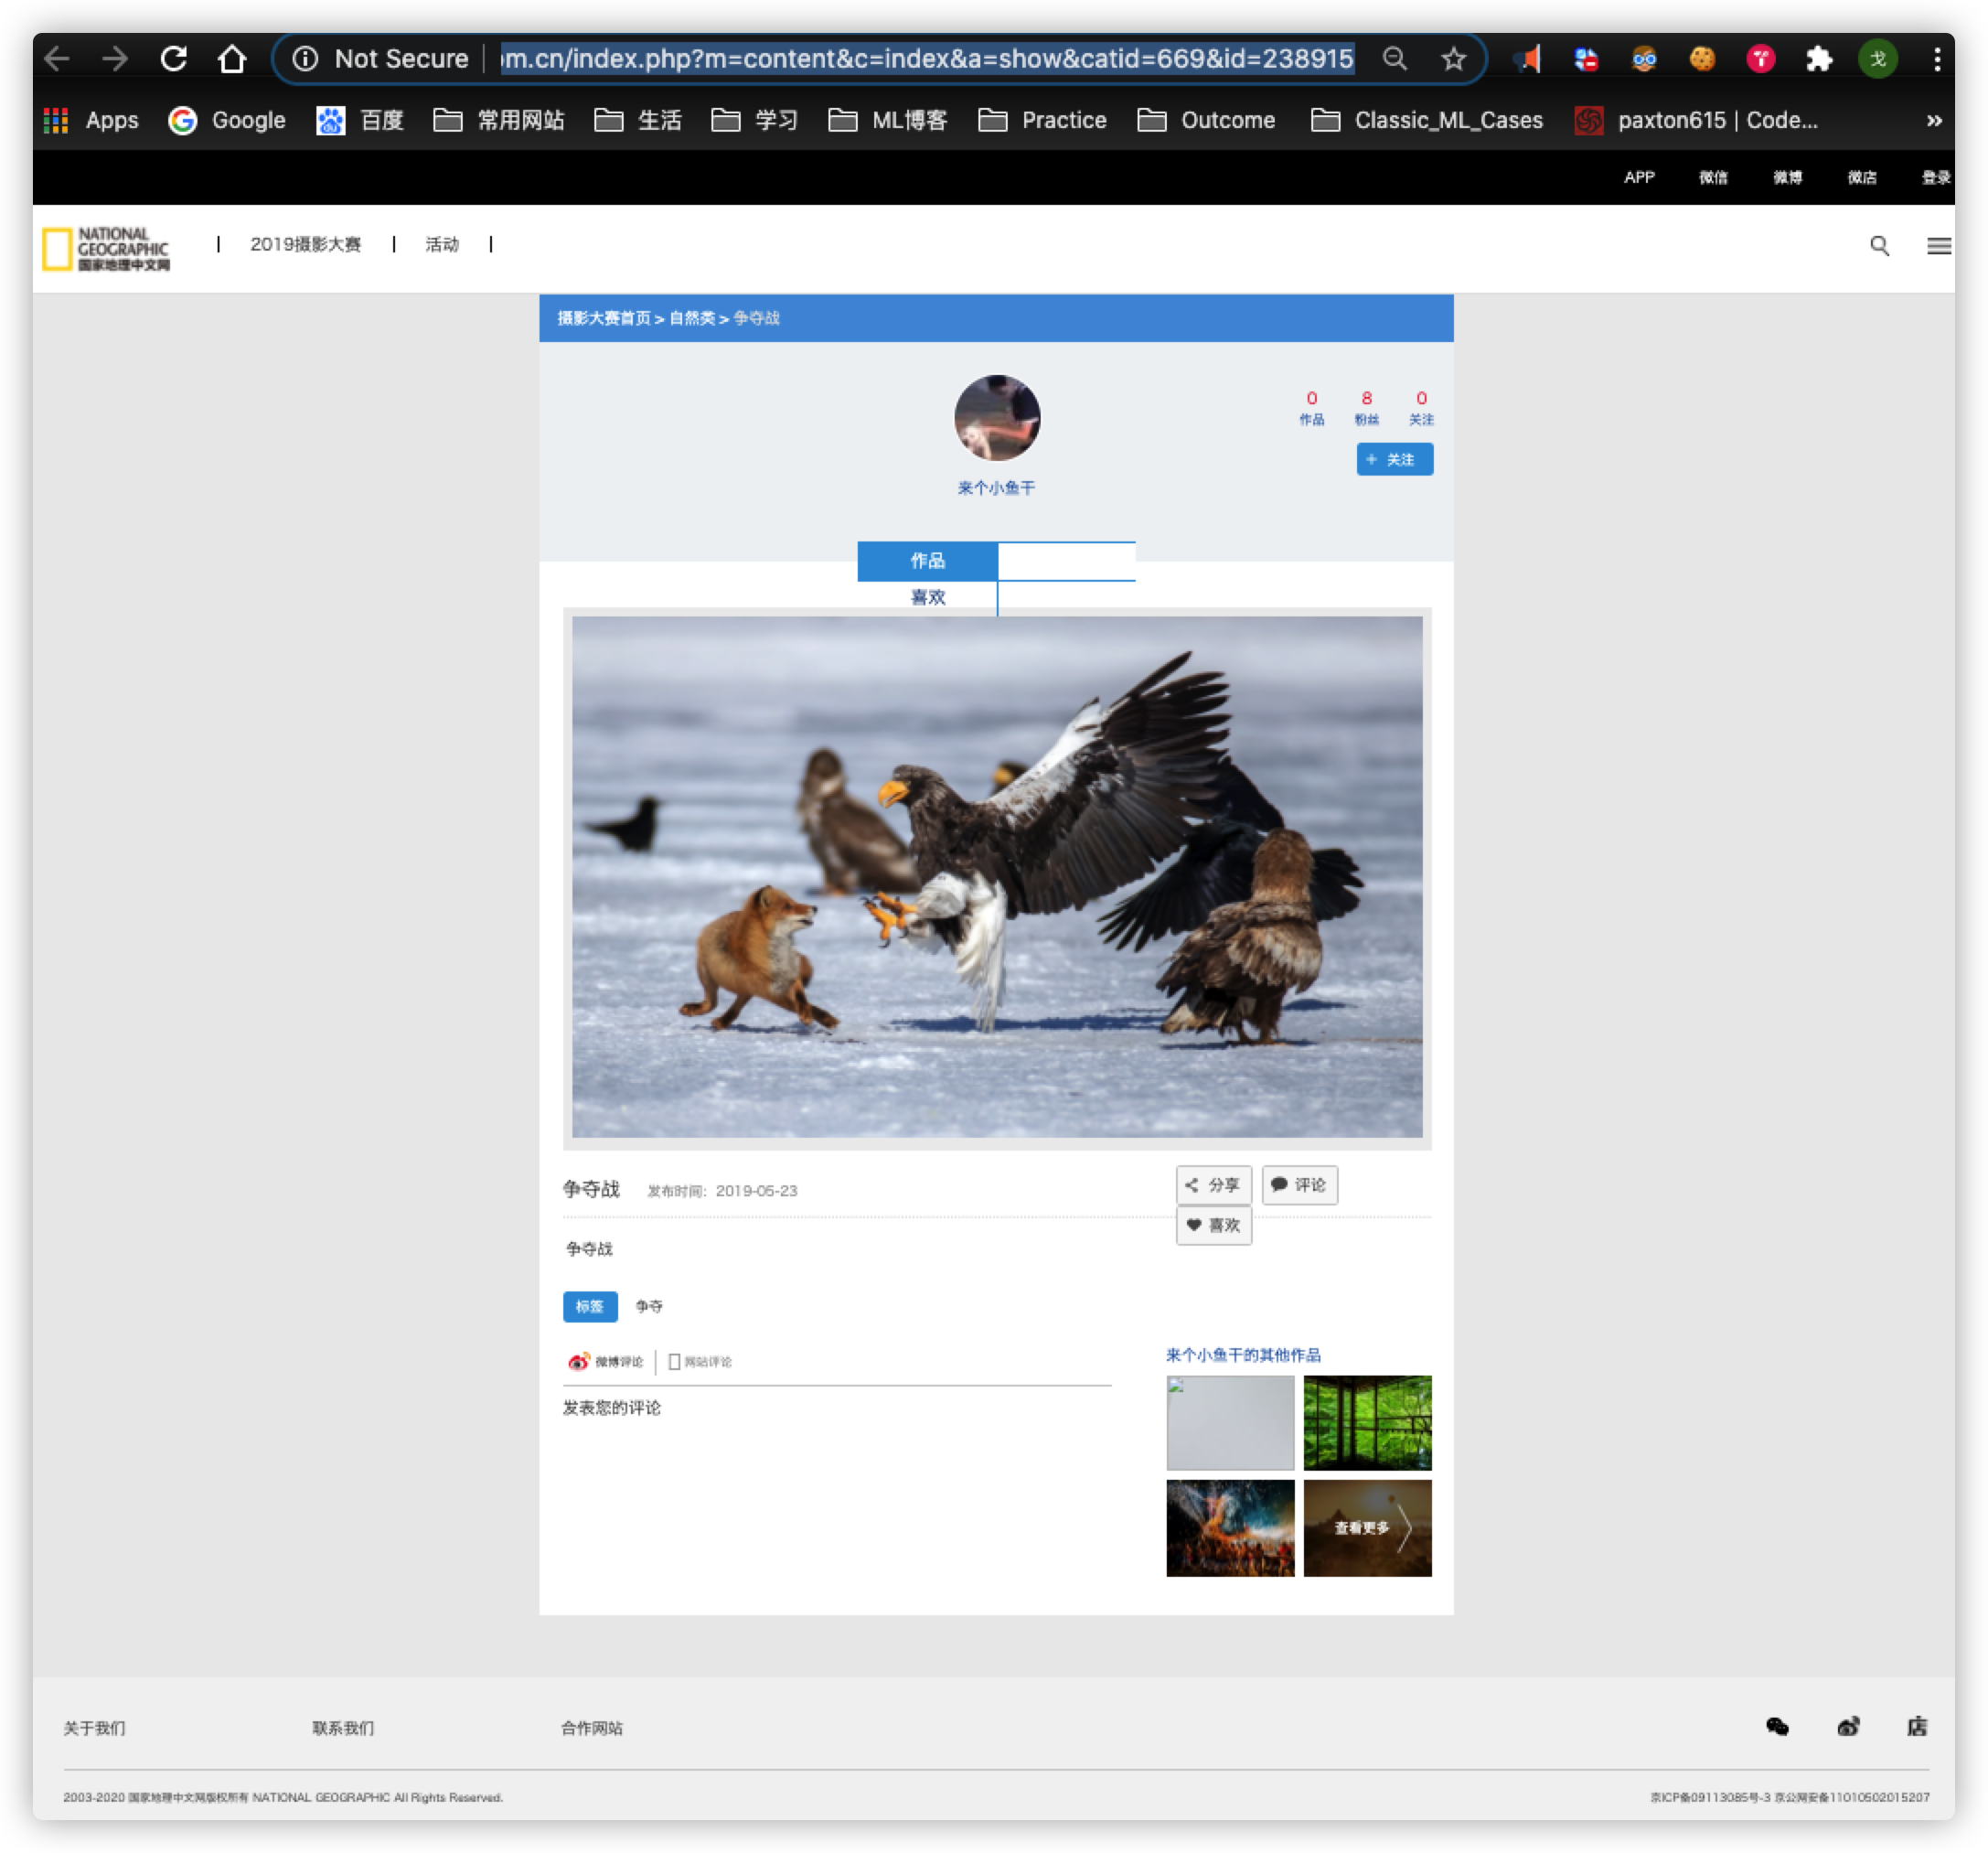 Not Secure
om.cn/index.php?m=content&c=index&a=show&catid=669&id=238915
戈
Apps
Google
百度
常用网站
生活
学习
ML博客
Practice
Outcome
Classic_ML_Cases
paxton615 | Code...
»
APP
微信
微博
微店
登录
NATIONAL
GEOGRAPHIC
国家地理中文网
2019摄影大赛
活动
摄影大赛首页 > 自然类 > 争夺战
0
8
0
作品
粉丝
关注
+ 关注
来个小鱼干
作品
喜欢
争夺战
发布时间：2019-05-23
分享
评论
喜欢
争夺战
标签
争夺
微博评论
网站评论
发表您的评论
来个小鱼干的其他作品
查看更多
关于我们
联系我们
合作网站
店
2003-2020 国家地理中文网版权所有 NATIONAL GEOGRAPHIC All Rights Reserved.
京ICP备09113085号-3 京公网安备11010502015207